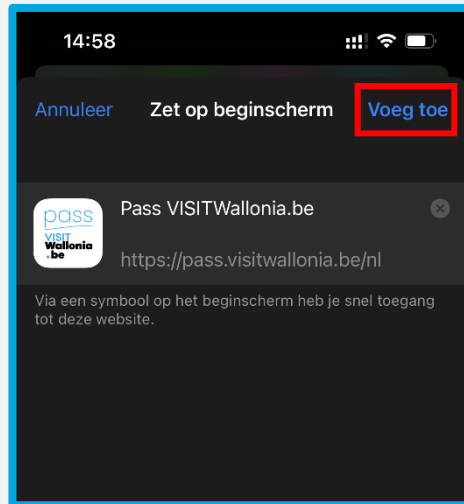 14:58
Annuleer Zet op beginscherm Voeg toe
pass
VISIT
Wallonia
.be
Pass VISITWallonia.be
https://pass.visitwallonia.be/nl
Via een symbool op het beginscherm heb je snel toegang
tot deze website.